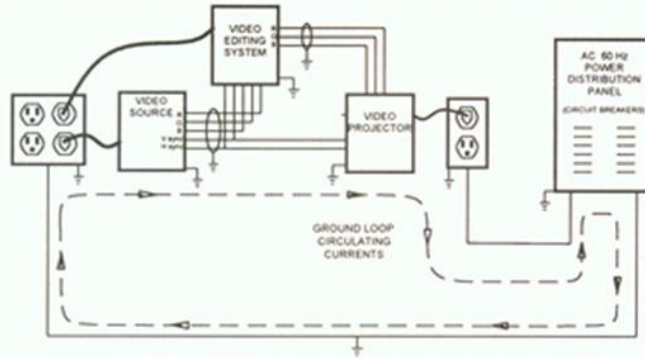 VIDEO
EDITING
SYSTEM
AC 60 Hz
POWER
DISTRIBUTION
PANEL
(CIRCUIT BREAKERS)
VIDEO
SOURCE
VIDEO
PROJECTOR
GROUND LOOP
CIRCULATING
CURRENTS